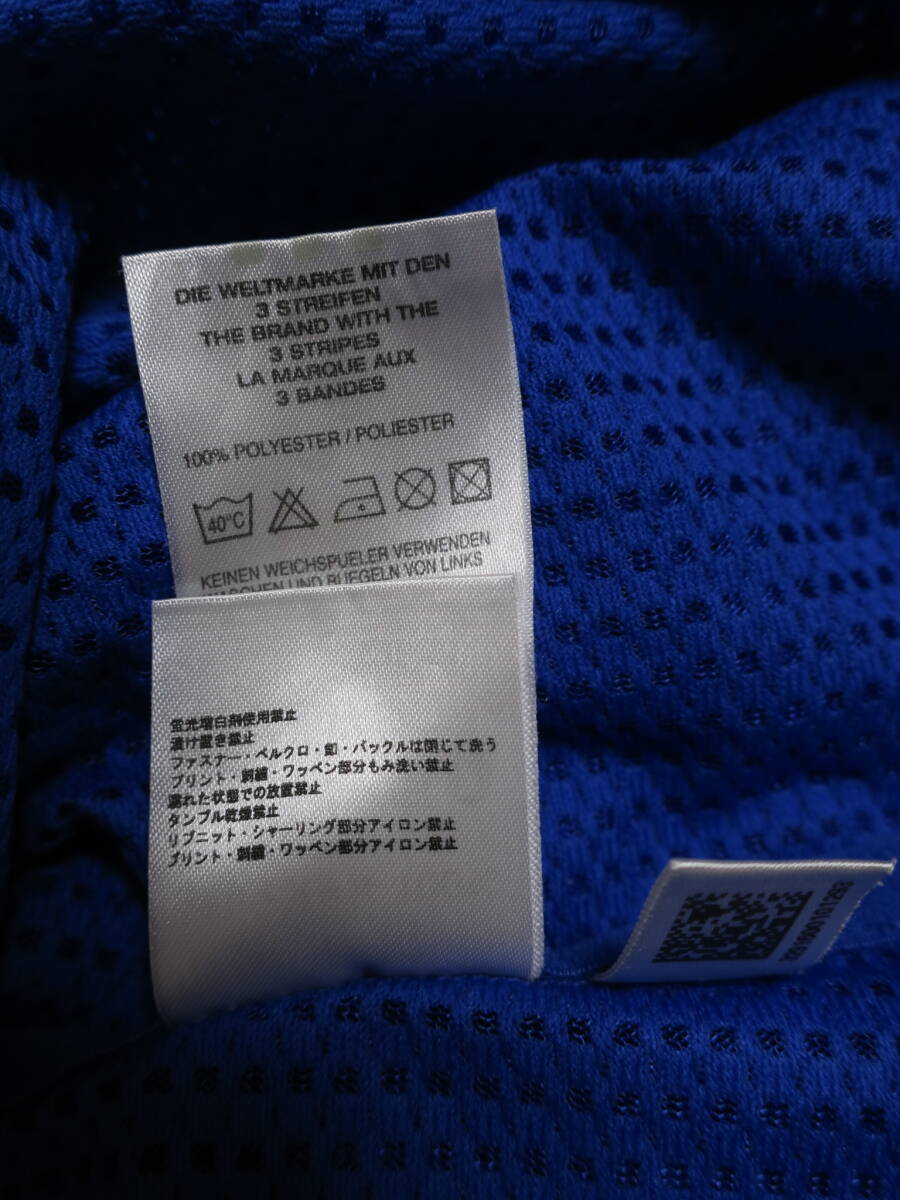 DIE WELTMARKE MIT DEN
3 STREIFEN
THE BRAND WITH THE
3 STRIPES
LA MARQUE AUX
3 BANDES
100% POLYESTER / POLIESTER
40°C
KEINEN WEICHSPUELER VERWENDEN
WASCHEN UND BUEGELN VON LINKS
蛍光増白剤使用禁止
漬け置き禁止
ファスナー・ベルクロ・釦・バックルは閉じて洗う
プリント・刺繍・ワッペン部分もみ洗い禁止
濡れた状態での放置禁止
タンブル乾燥禁止
リブニット・シャーリング部分アイロン禁止
プリント・刺繍・ワッペン部分アイロン禁止